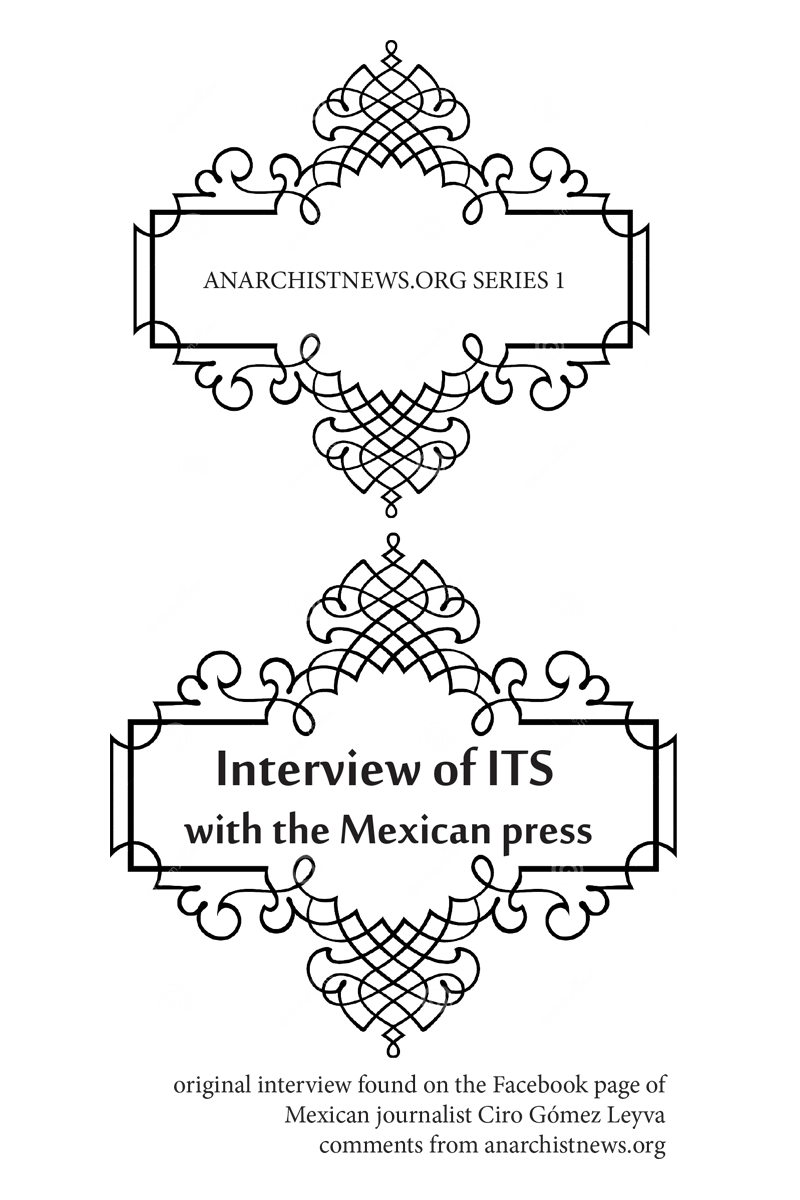 ANARCHISTNEWS.ORG SERIES 1
Interview of ITS
with the Mexican press
original interview found on the Facebook page of
Mexican journalist Ciro Gómez Leyva
comments from anarchistnews.org